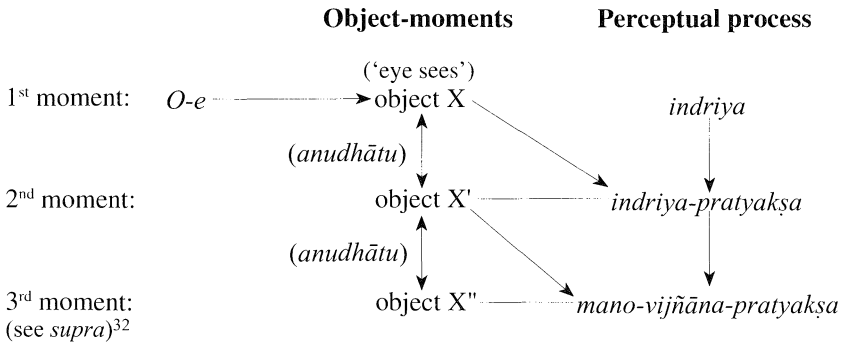 Object-moments Perceptual process
('eye sees')
1st moment: O-e object X indriya
(anudhātu)
2nd moment: object X' indriya-pratyakṣa
(anudhātu)
3rd moment: object X" mano-vijñāna-pratyakṣa
(see supra)32